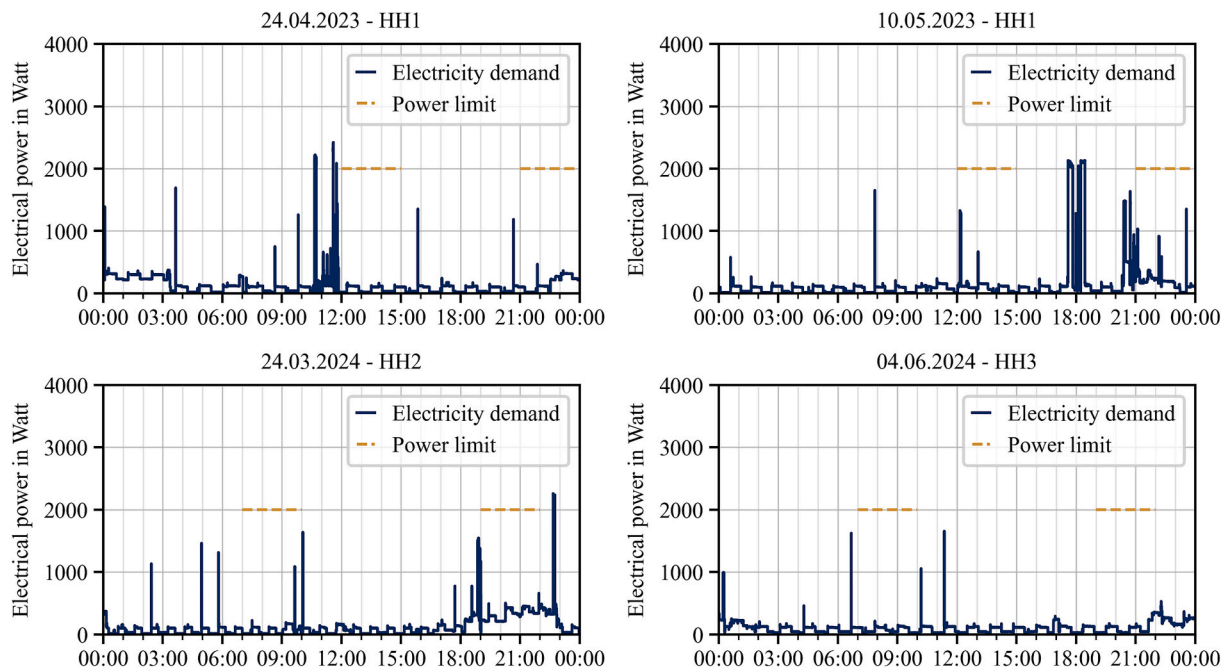 24.04.2023 - HH1
Electrical power in Watt
4000
3000
2000
1000
0
Electricity demand
Power limit
00:00 03:00 06:00 09:00 12:00 15:00 18:00 21:00 00:00
10.05.2023 - HH1
Electrical power in Watt
4000
3000
2000
1000
0
Electricity demand
Power limit
00:00 03:00 06:00 09:00 12:00 15:00 18:00 21:00 00:00
24.03.2024 - HH2
Electrical power in Watt
4000
3000
2000
1000
0
Electricity demand
Power limit
00:00 03:00 06:00 09:00 12:00 15:00 18:00 21:00 00:00
04.06.2024 - HH3
Electrical power in Watt
4000
3000
2000
1000
0
Electricity demand
Power limit
00:00 03:00 06:00 09:00 12:00 15:00 18:00 21:00 00:00